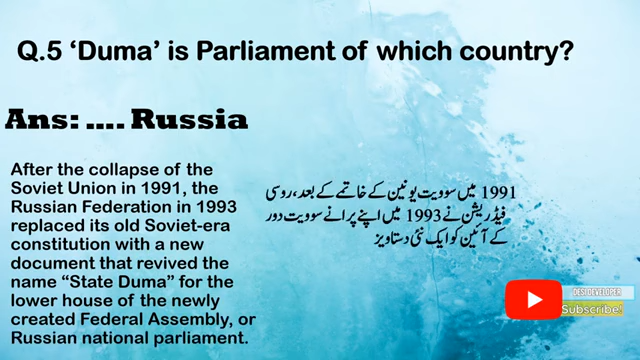 Q.5 ‘Duma’ is Parliament of which country?
Ans: .... Russia
After the collapse of the
Soviet Union in 1991, the
Russian Federation in 1993
replaced its old Soviet-era
constitution with a new
document that revived the
name “State Duma” for the
lower house of the newly
created Federal Assembly, or
Russian national parliament.
1991 میں سوویت یونین کے خاتمے کے بعد، روسی
فیڈریشن نے 1993 میں اپنے پرانے سوویت دور
کے آئین کو ایک نئی دستاویز
DESI DEVELOPER
Subscribe!